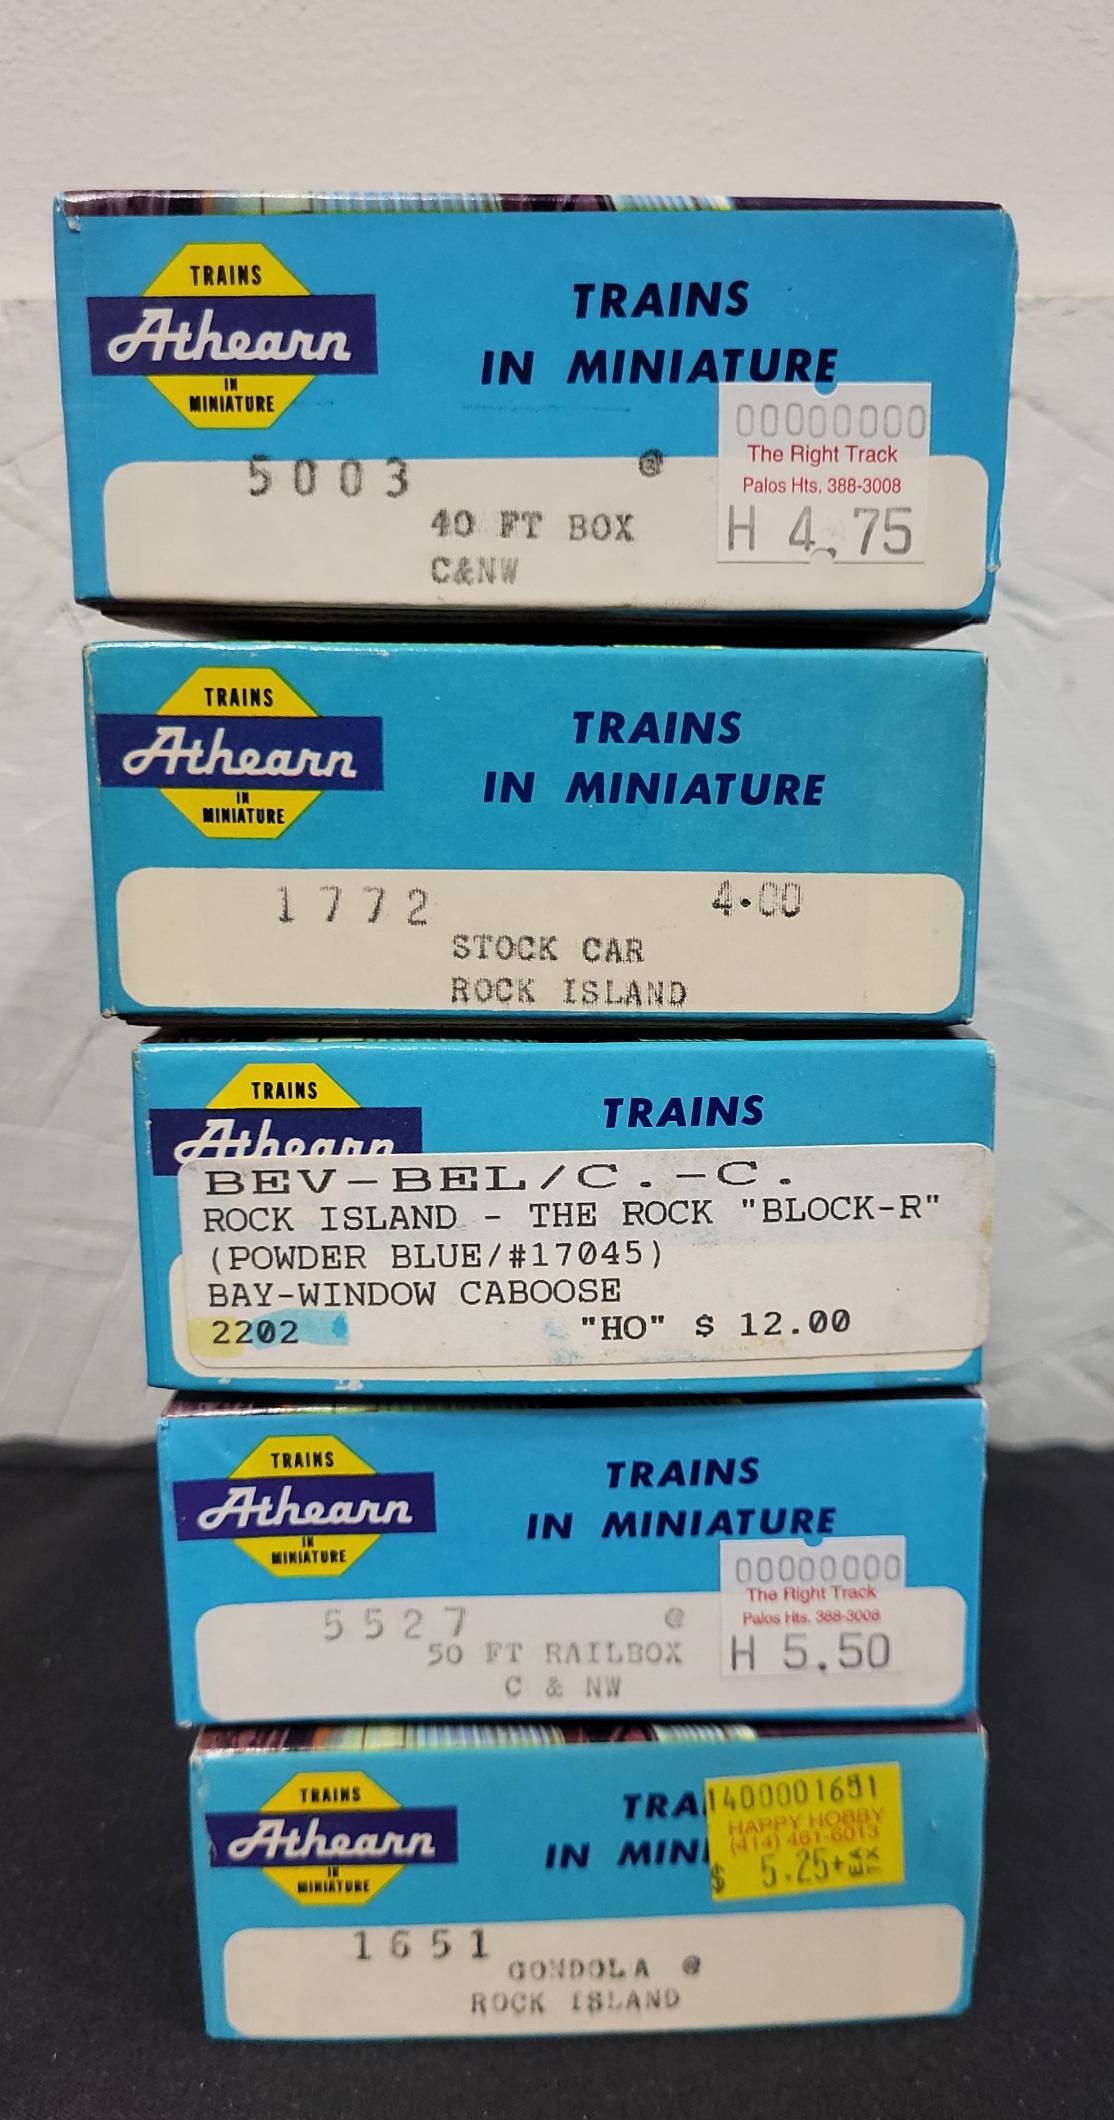 TRAINS
Athearn
IN
MINIATURE
TRAINS
IN MINIATURE
00000000
The Right Track
Palos Hts. 388-3008
H 4.75
5003 @
40 FT BOX
C&NW
TRAINS
Athearn
IN
MINIATURE
TRAINS
IN MINIATURE
1772 4.00
STOCK CAR
ROCK ISLAND
TRAINS
Athearn
TRAINS
BEV-BEL/C.-C.
ROCK ISLAND - THE ROCK "BLOCK-R"
(POWDER BLUE/#17045)
BAY-WINDOW CABOOSE
2202 "HO" $ 12.00
TRAINS
Athearn
IN
MINIATURE
TRAINS
IN MINIATURE
00000000
The Right Track
Palos Hts. 388-3008
H 5.50
5527 @
50 FT RAILBOX
C & NW
TRAINS
Athearn
IN
MINIATURE
TRA
IN MINI
1400001651
HAPPY HOBBY
(414) 461-6013
$ 5.25+
1651
GONDOLA @
ROCK ISLAND